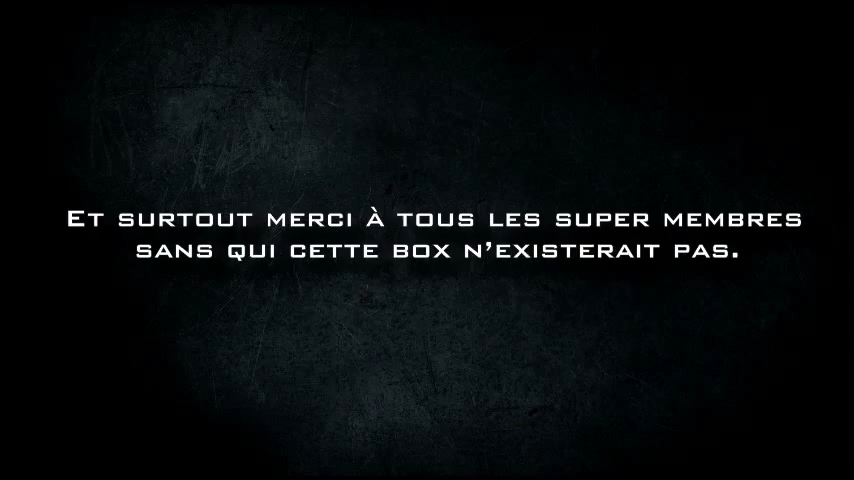 Et surtout merci à tous les super membres
sans qui cette box n'existerait pas.